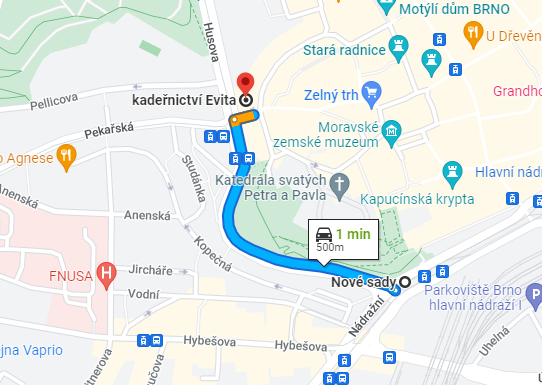 Motýlí dům BRNO
U Dřevěn
Husova
Stará radnice
Grandho
Pellicova
kadeřnictví Evita
Zelný trh
Pekařská
Moravské
zemské muzeum
o Agnese
Studánka
Hlavní nádr
Katedrála svatých
Petra a Pavla
Kapucínská krypta
Anenská
Anenská
1 min
500m
Kopečná
Jircháře
FNUSA
H
Nové sady
Vodní
Parkoviště Brno
hlavní nádraží I
P
Nádražní
Hybešova
Hybešova
Uhelná
ejna Vaprio